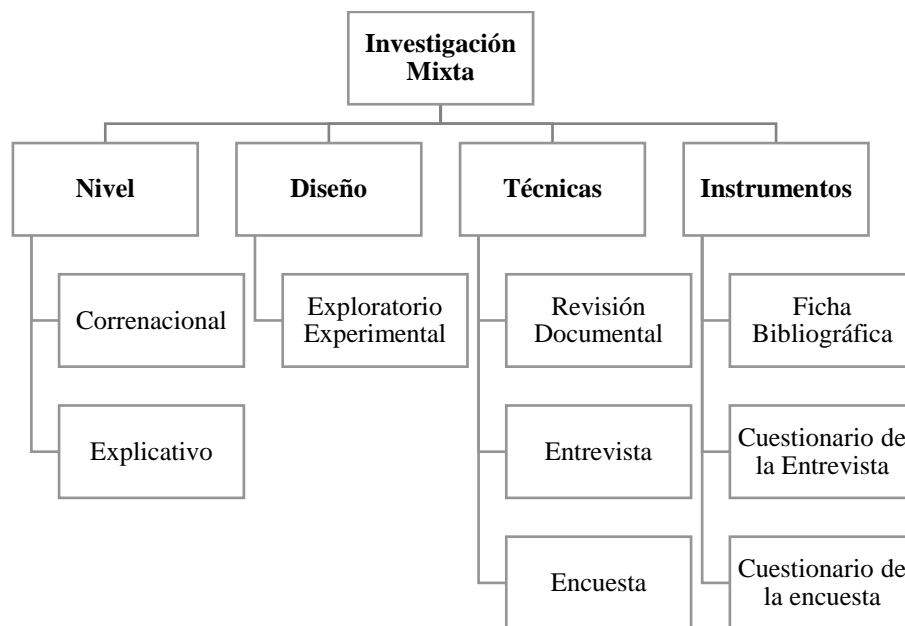 Investigación
Mixta
Nivel
Diseño
Técnicas
Instrumentos
Correnacional
Exploratorio
Experimental
Revisión
Documental
Ficha
Bibliográfica
Explicativo
Entrevista
Cuestionario de
la Entrevista
Encuesta
Cuestionario de
la encuesta